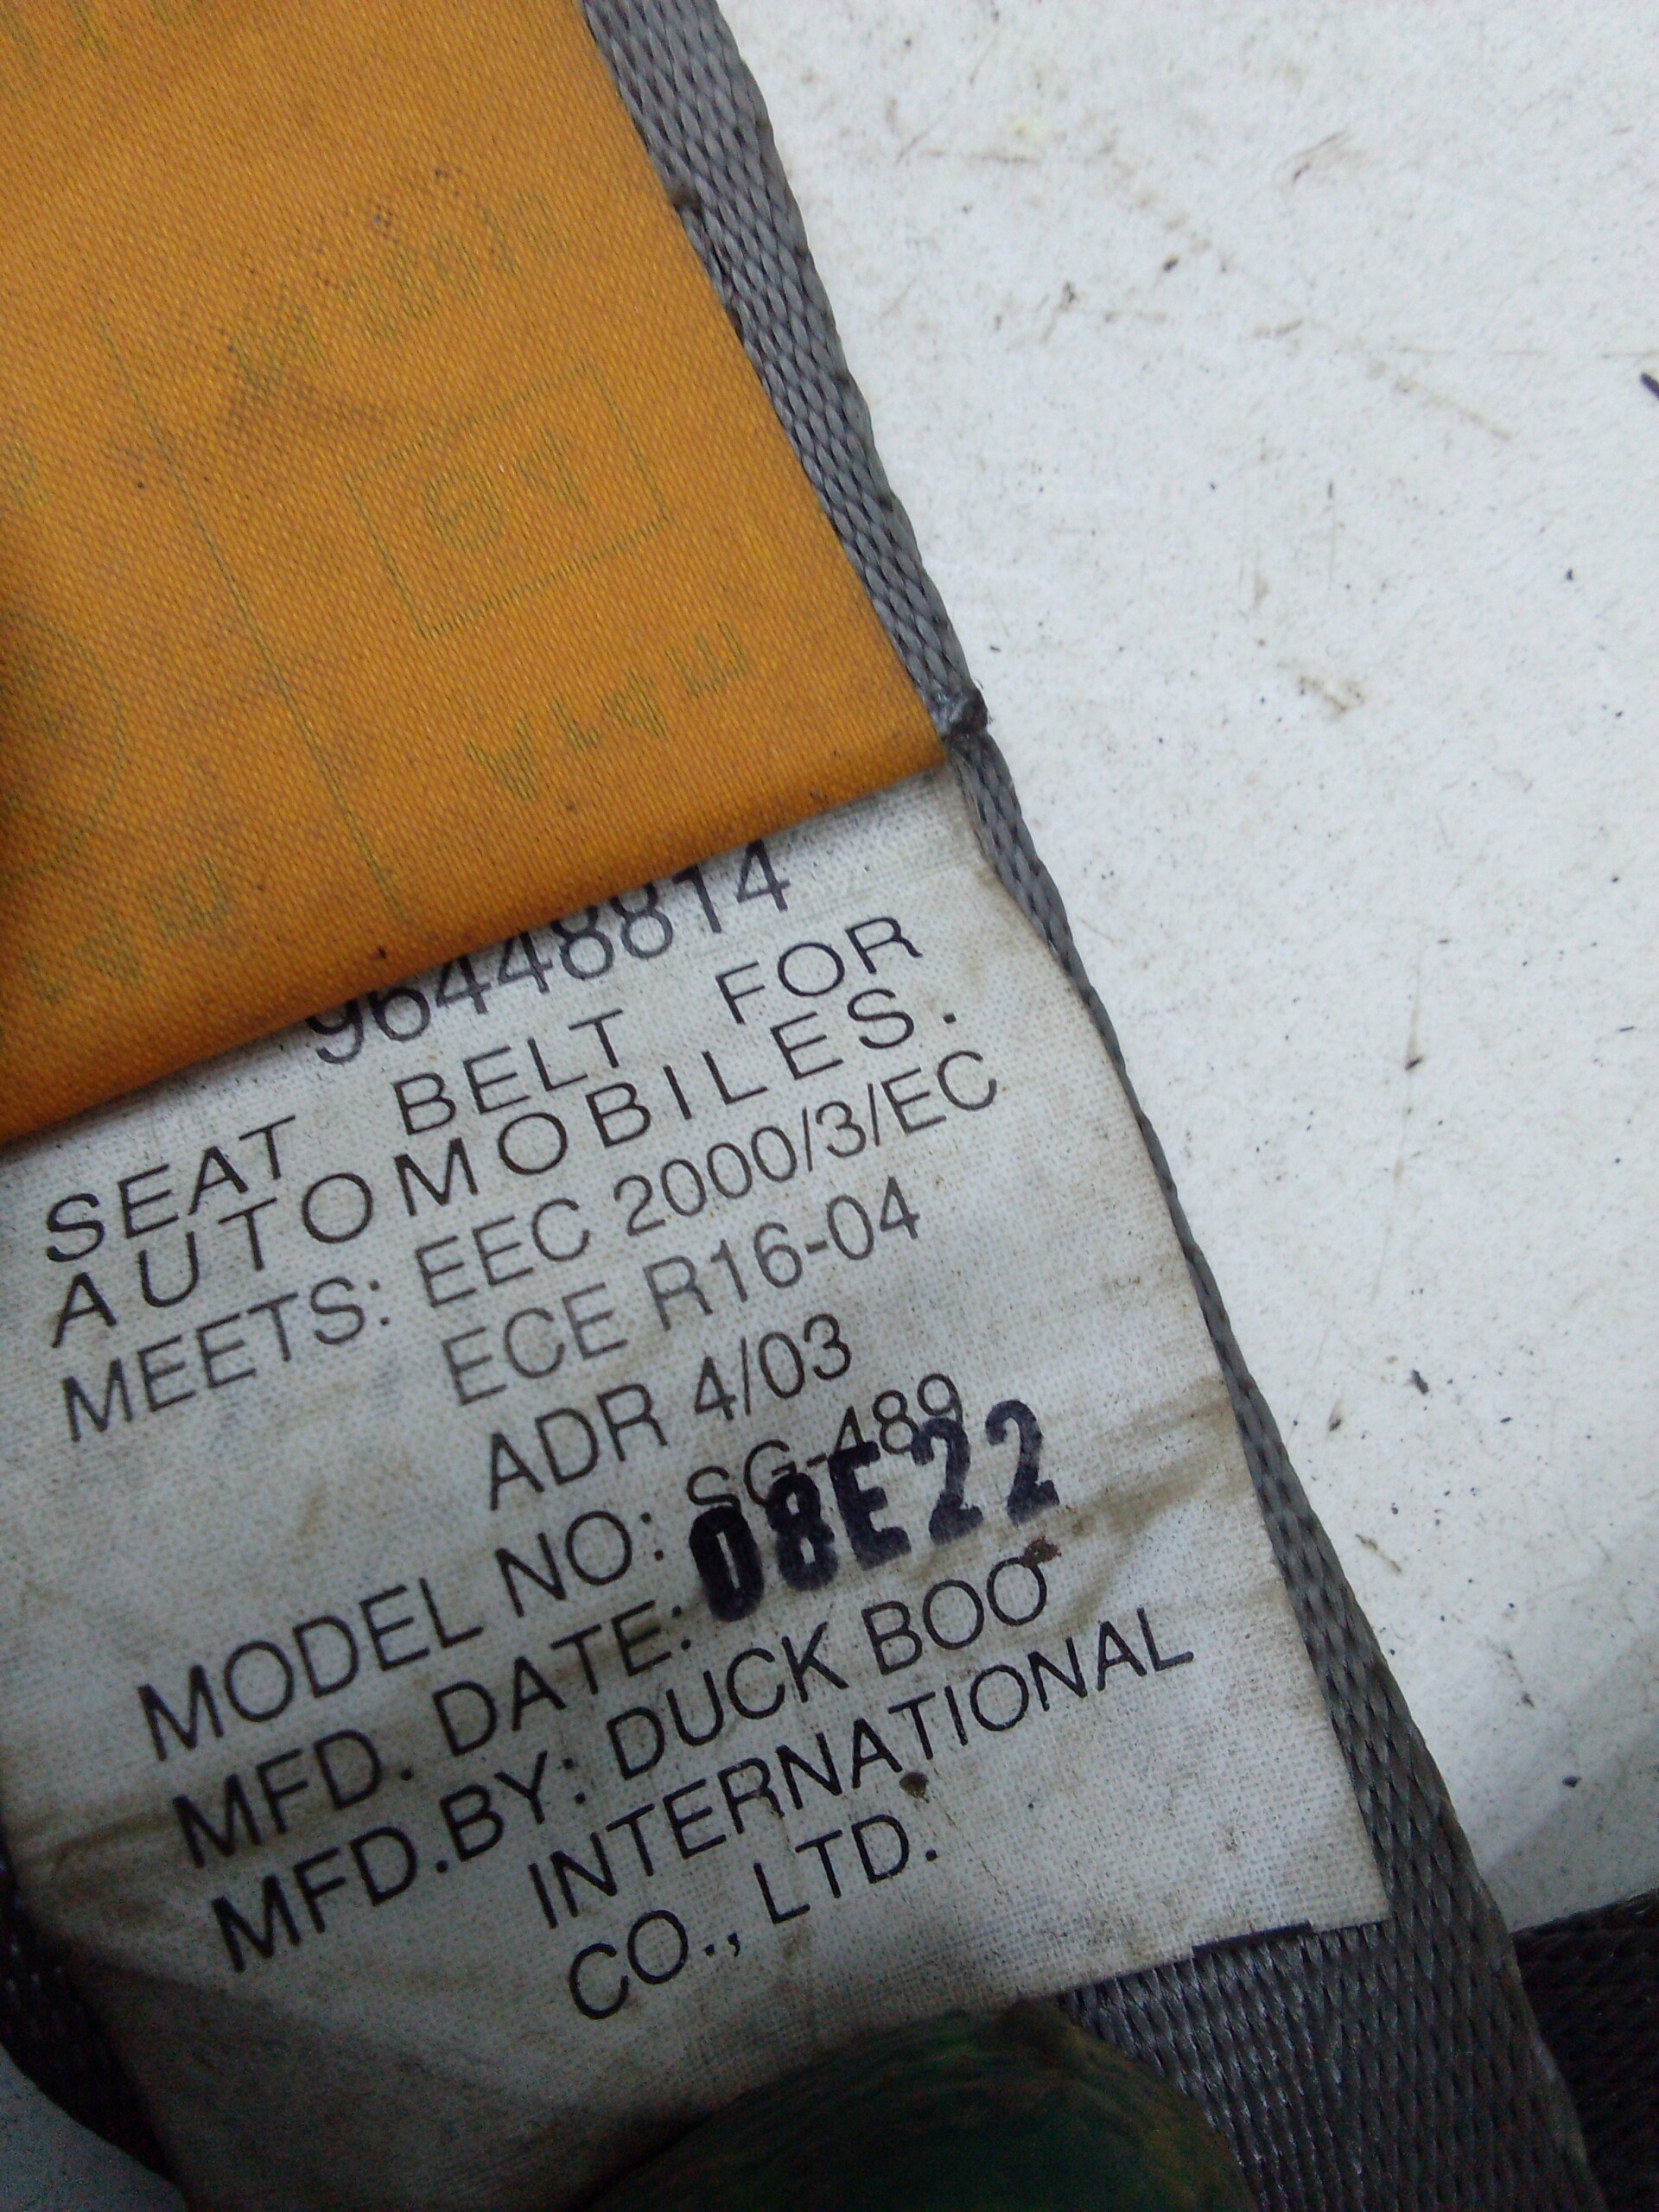 96448814
SEAT BELT FOR
AUTOMOBILES.
MEETS: EEC 2000/3/EC
ECE R16-04
ADR 4/03
MODEL NO: SG-489
MFD. DATE: 08E22
MFD.BY: DUCK BOO
INTERNATIONAL
CO., LTD.